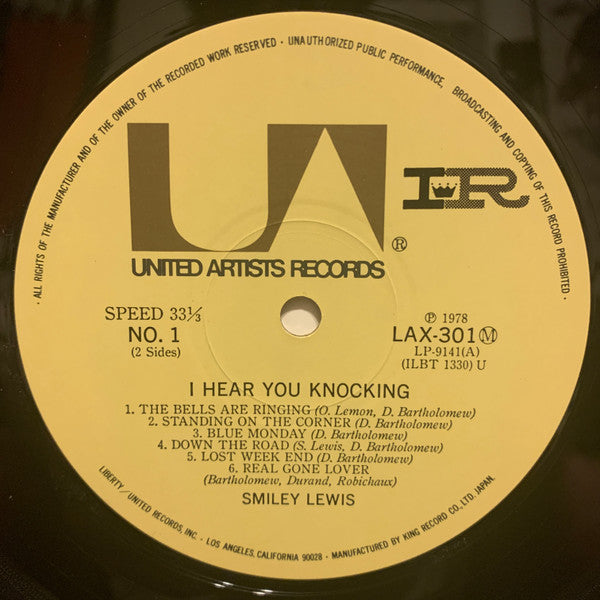 · ALL RIGHTS OF THE MANUFACTURER AND OF THE OWNER OF THE RECORDED WORK RESERVED · UNAUTHORIZED PUBLIC PERFORMANCE, BROADCASTING AND COPYING OF THIS RECORD PROHIBITED ·
UA
IR
®
UNITED ARTISTS RECORDS
SPEED 33⅓
NO. 1
(2 Sides)
℗ 1978
LAX-301 Ⓜ
LP-9141(A)
(ILBT 1330) U
I HEAR YOU KNOCKING
1. THE BELLS ARE RINGING (O. Lemon, D. Bartholomew)
2. STANDING ON THE CORNER (D. Bartholomew)
3. BLUE MONDAY (D. Bartholomew)
4. DOWN THE ROAD (S. Lewis, D. Bartholomew)
5. LOST WEEK END (D. Bartholomew)
6. REAL GONE LOVER
(Bartholomew, Durand, Robichaux)
SMILEY LEWIS
LIBERTY/UNITED RECORDS, INC. · LOS ANGELES, CALIFORNIA 90028 · MANUFACTURED BY KING RECORD CO., LTD. JAPAN.